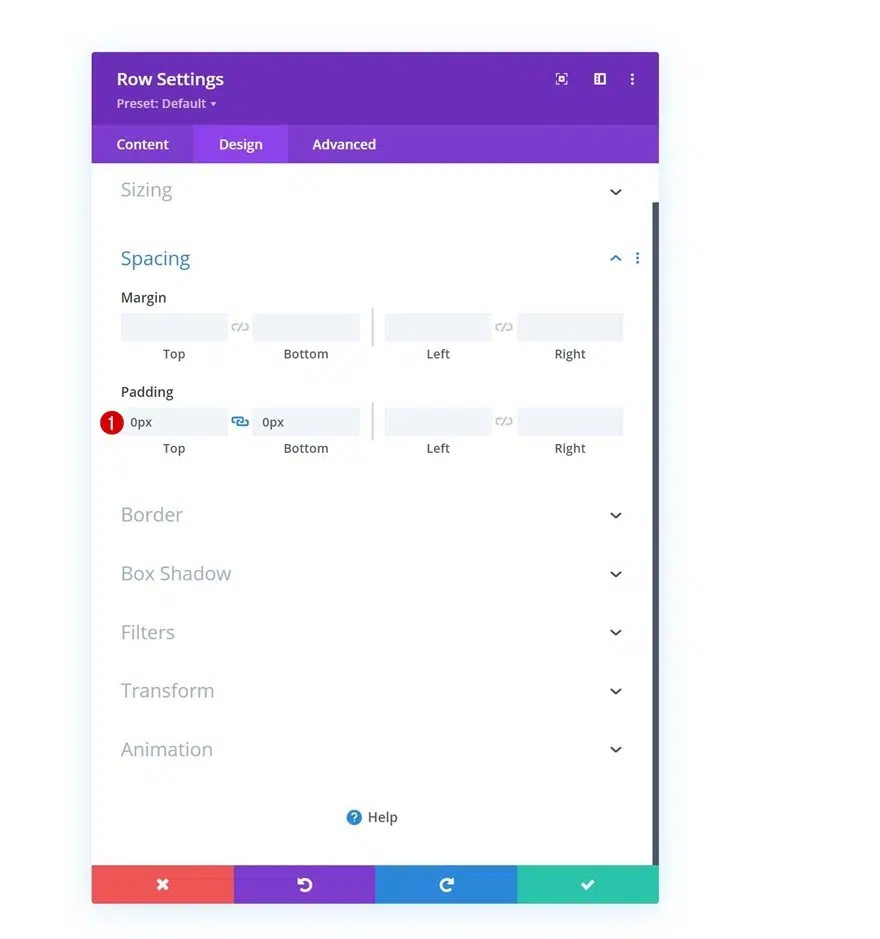 Row Settings
Preset: Default
Content Design Advanced
Sizing
Spacing
Margin
Top Bottom Left Right
Padding
1 0px 0px
Top Bottom Left Right
Border
Box Shadow
Filters
Transform
Animation
? Help